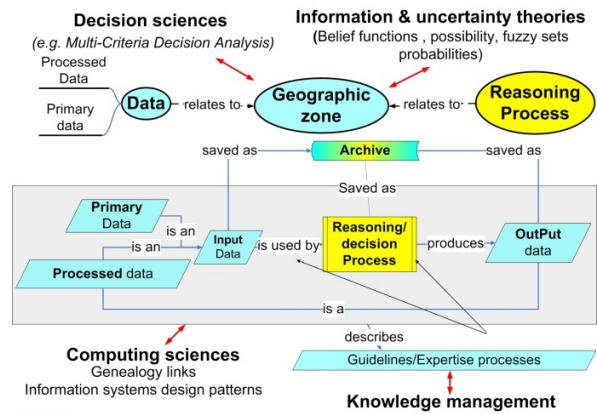 Decision sciences
(e.g. Multi-Criteria Decision Analysis)
Information & uncertainty theories
(Belief functions , possibility, fuzzy sets
probabilities)
Processed
Data
Primary
data
Data
relates to
Geographic
zone
relates to
Reasoning
Process
saved as
Archive
saved as
Saved as
Primary
Data
is an
is an
Input
Data
is used by
Reasoning/
decision
Process
produces
OutPut
data
Processed data
is a
describes
Computing sciences
Genealogy links
Information systems design patterns
Guidelines/Expertise processes
Knowledge management